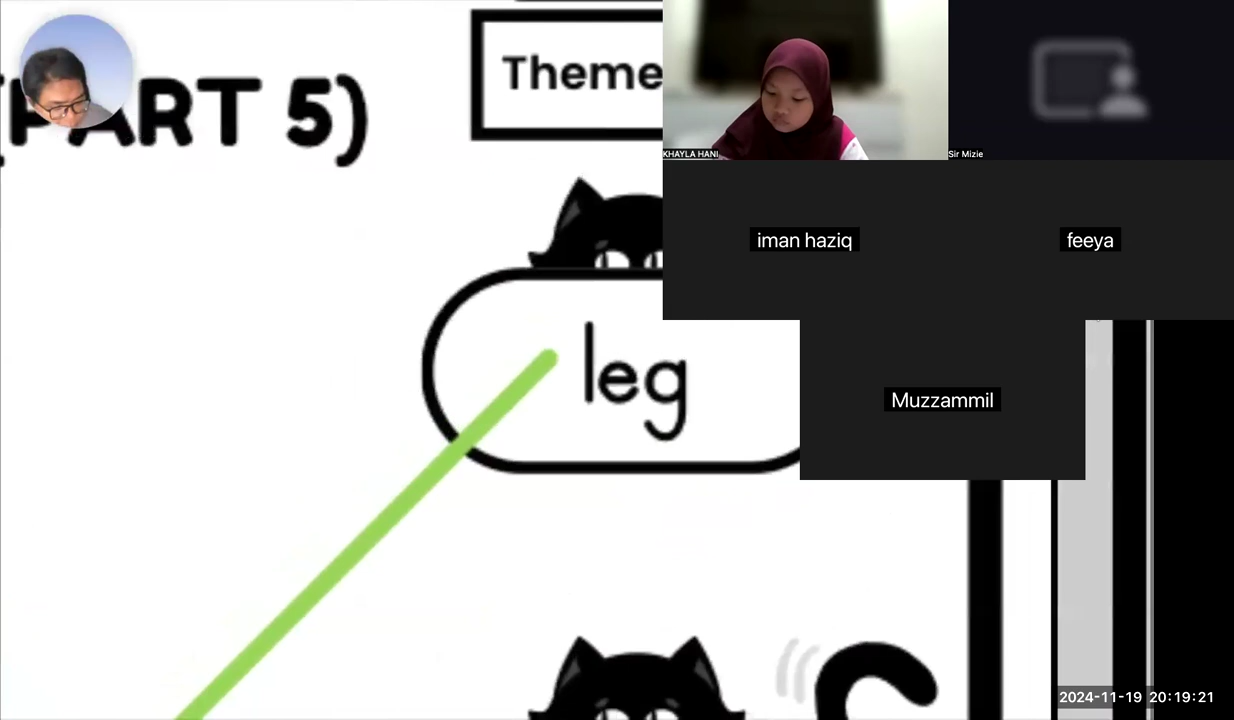 (PART 5)
Theme
KHAYLA HANI
Sir Mizie
iman haziq
feeya
leg
Muzzammil
2024-11-19 20:19:21